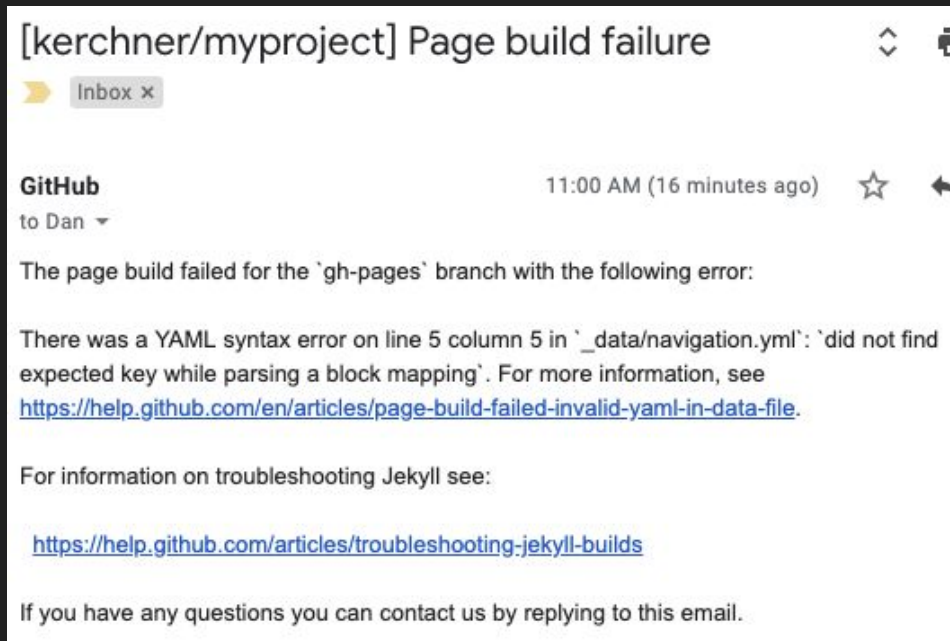 [kerchner/myproject] Page build failure
Inbox ×
GitHub
11:00 AM (16 minutes ago)
to Dan
The page build failed for the `gh-pages` branch with the following error:
There was a YAML syntax error on line 5 column 5 in `_data/navigation.yml`: `did not find
expected key while parsing a block mapping`. For more information, see
https://help.github.com/en/articles/page-build-failed-invalid-yaml-in-data-file.
For information on troubleshooting Jekyll see:
https://help.github.com/articles/troubleshooting-jekyll-builds
If you have any questions you can contact us by replying to this email.